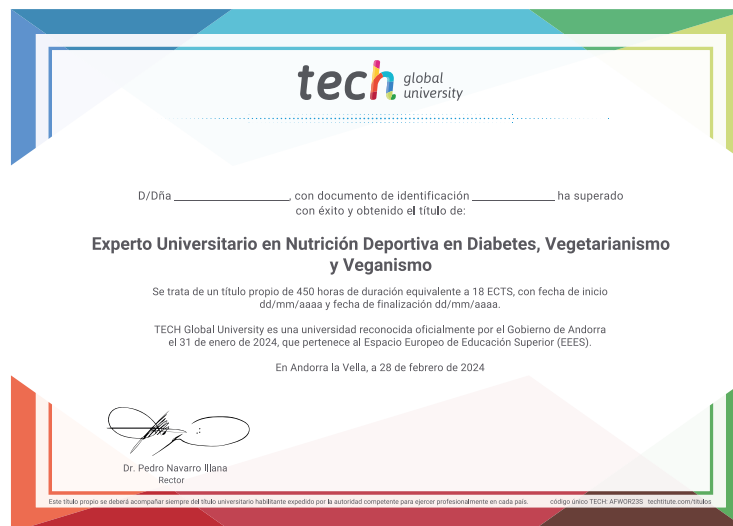 tech global
university
D/Dña ____________________, con documento de identificación ______________ ha superado
con éxito y obtenido el título de:
Experto Universitario en Nutrición Deportiva en Diabetes, Vegetarianismo
y Veganismo
Se trata de un título propio de 450 horas de duración equivalente a 18 ECTS, con fecha de inicio
dd/mm/aaaa y fecha de finalización dd/mm/aaaa.
TECH Global University es una universidad reconocida oficialmente por el Gobierno de Andorra
el 31 de enero de 2024, que pertenece al Espacio Europeo de Educación Superior (EEES).
En Andorra la Vella, a 28 de febrero de 2024
Dr. Pedro Navarro Illana
Rector
Este título propio se deberá acompañar siempre del título universitario habilitante expedido por la autoridad competente para ejercer profesionalmente en cada país. código único TECH: AFWOR23S techtitute.com/titulos